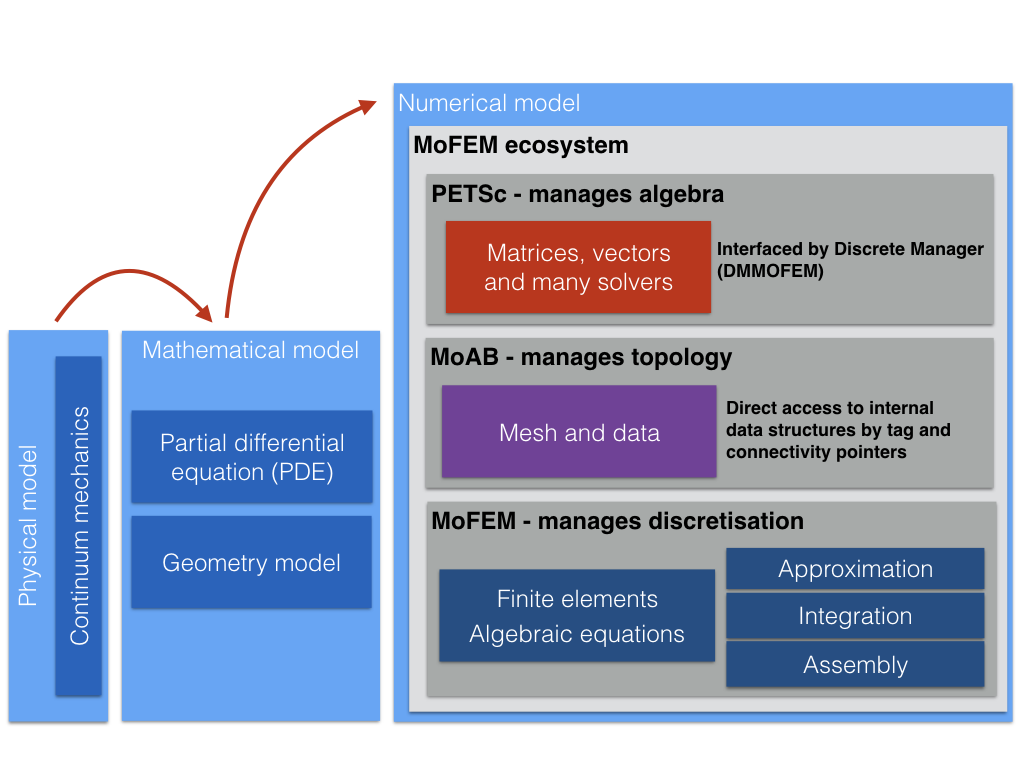 Physical model
Continuum mechanics
Mathematical model
Partial differential
equation (PDE)
Geometry model
Numerical model
MoFEM ecosystem
PETSc - manages algebra
Matrices, vectors
and many solvers
Interfaced by Discrete Manager
(DMMOFEM)
MoAB - manages topology
Mesh and data
Direct access to internal
data structures by tag and
connectivity pointers
MoFEM - manages discretisation
Finite elements
Algebraic equations
Approximation
Integration
Assembly